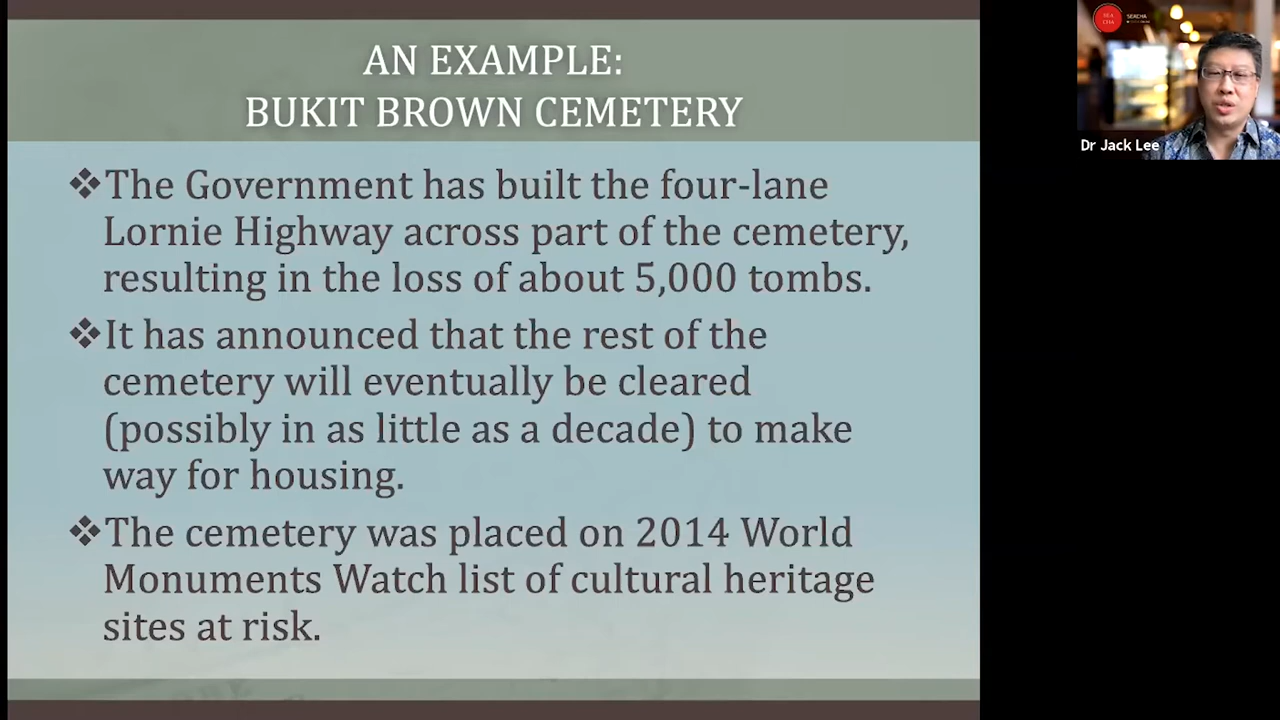 AN EXAMPLE:
BUKIT BROWN CEMETERY
❖The Government has built the four-lane
Lornie Highway across part of the cemetery,
resulting in the loss of about 5,000 tombs.
❖It has announced that the rest of the
cemetery will eventually be cleared
(possibly in as little as a decade) to make
way for housing.
❖The cemetery was placed on 2014 World
Monuments Watch list of cultural heritage
sites at risk.
SEA
CHA
SEACHA
Dr Jack Lee